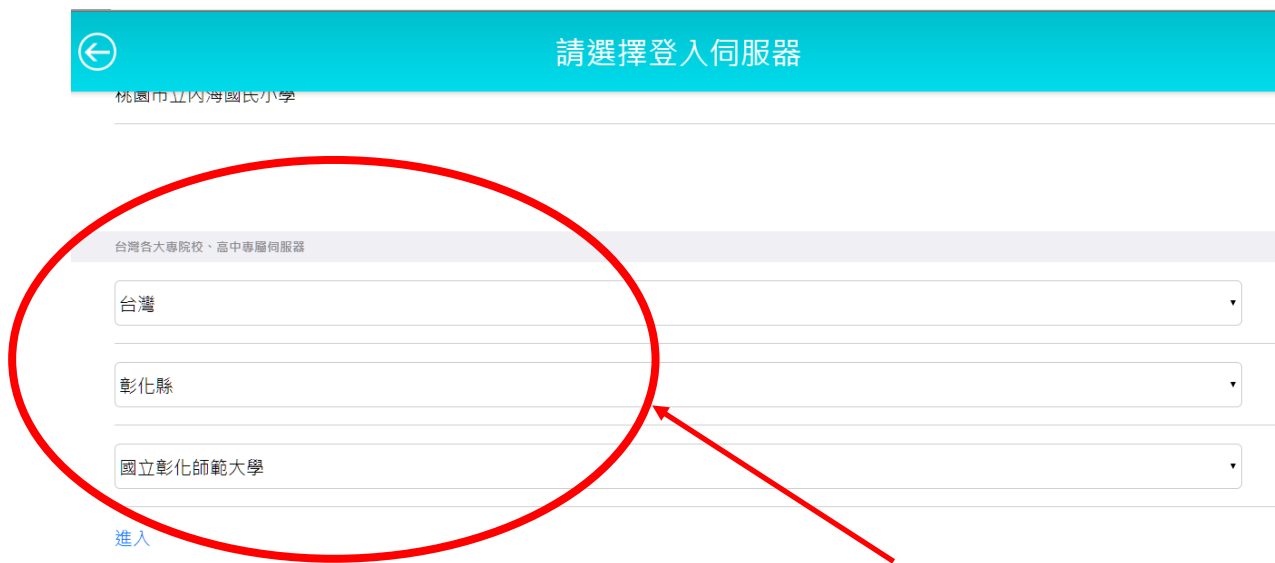 請選擇登入伺服器
桃園市立內海國民小學
台灣各大專院校、高中專屬伺服器
台灣
彰化縣
國立彰化師範大學
進入